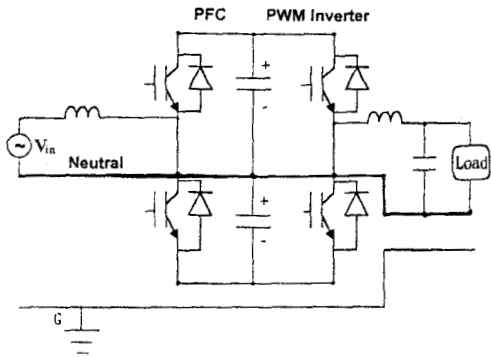 PFC PWM Inverter
+
+
-
-
~ Vin
Load
Neutral
+
+
-
-
G